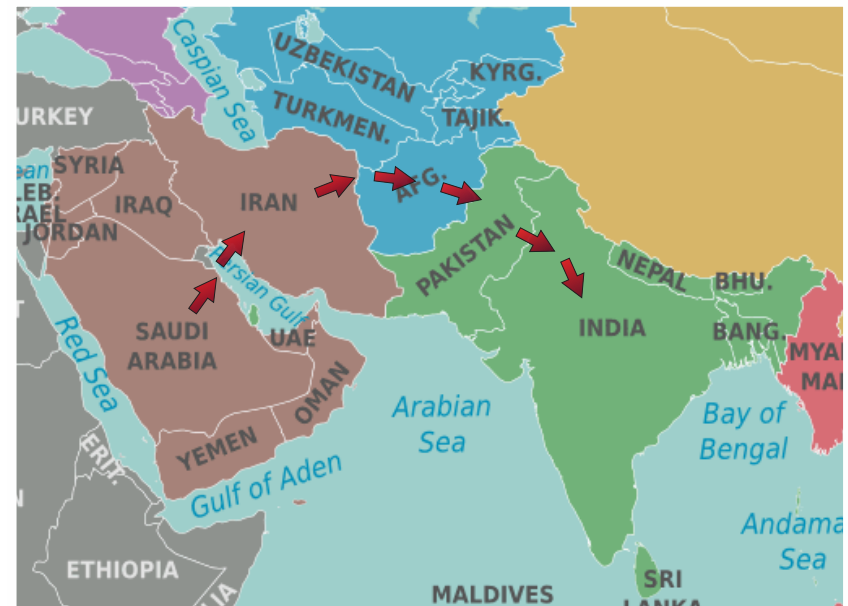 Caspian Sea
UZBEKISTAN
KYRG.
TURKMEN.
TAJIK.
URKEY
ean
SYRIA
LEB.
RAEL
IRAQ
JORDAN
IRAN
AFG.
PAKISTAN
Persian Gulf
NEPAL
BHU.
SAUDI
ARABIA
UAE
INDIA
BANG.
MYA
MA
Red Sea
OMAN
Arabian
Sea
Bay of
Bengal
YEMEN
ERIT.
Gulf of Aden
Andama
Sea
ETHIOPIA
LIA
MALDIVES
SRI
LANKA